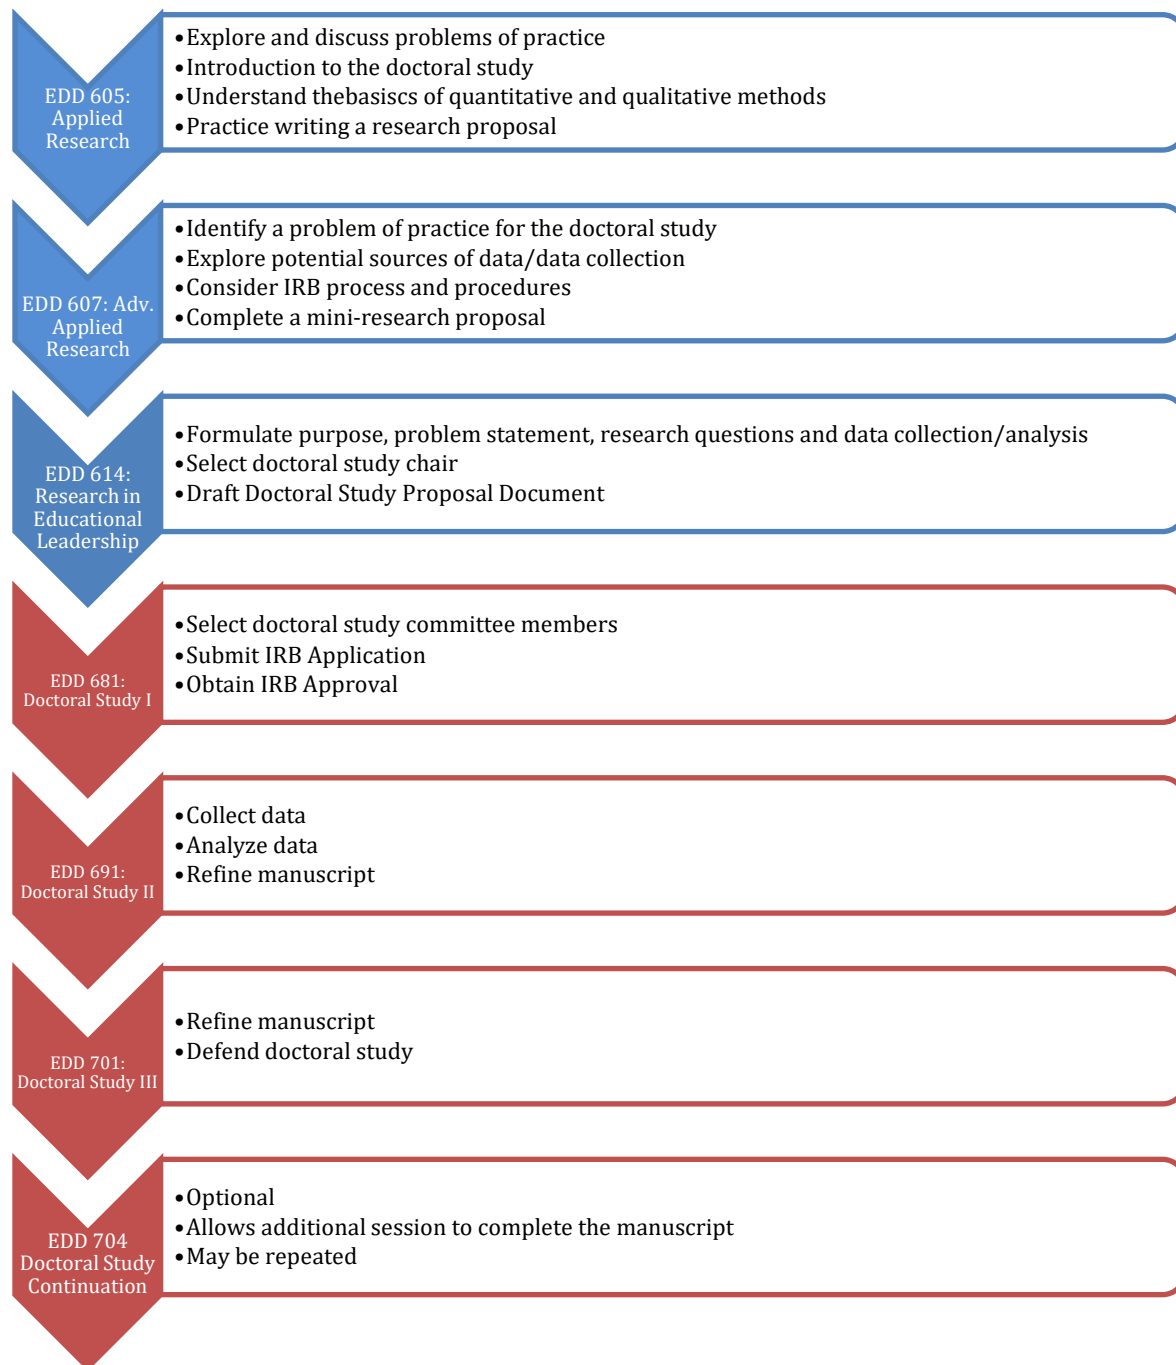 EDD 605:
Applied
Research
•Explore and discuss problems of practice
•Introduction to the doctoral study
•Understand thebasiscs of quantitative and qualitative methods
•Practice writing a research proposal
EDD 607: Adv.
Applied
Research
•Identify a problem of practice for the doctoral study
•Explore potential sources of data/data collection
•Consider IRB process and procedures
•Complete a mini-research proposal
EDD 614:
Research in
Educational
Leadership
•Formulate purpose, problem statement, research questions and data collection/analysis
•Select doctoral study chair
•Draft Doctoral Study Proposal Document
EDD 681:
Doctoral Study I
•Select doctoral study committee members
•Submit IRB Application
•Obtain IRB Approval
EDD 691:
Doctoral Study II
•Collect data
•Analyze data
•Refine manuscript
EDD 701:
Doctoral Study III
•Refine manuscript
•Defend doctoral study
EDD 704
Doctoral Study
Continuation
•Optional
•Allows additional session to complete the manuscript
•May be repeated